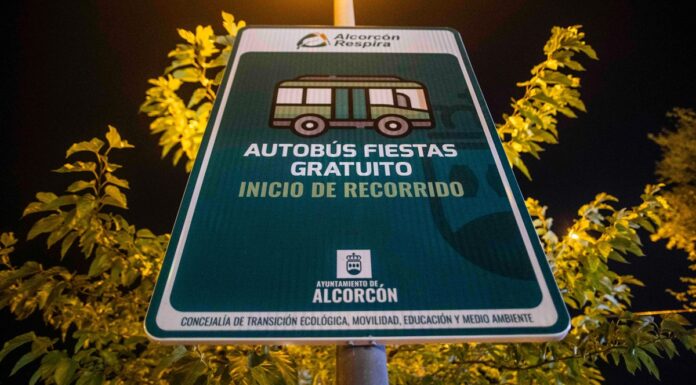 Alcorcón
Respira
AUTOBÚS FIESTAS
GRATUITO
INICIO DE RECORRIDO
AYUNTAMIENTO DE
ALCORCÓN
CONCEJALÍA DE TRANSICIÓN ECOLÓGICA, MOVILIDAD, EDUCACIÓN Y MEDIO AMBIENTE